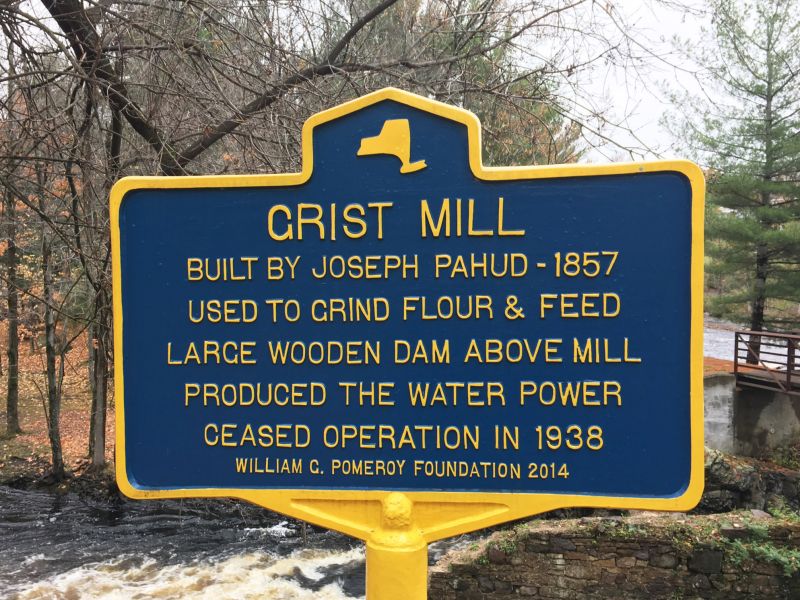 GRIST MILL
BUILT BY JOSEPH PAHUD - 1857
USED TO GRIND FLOUR & FEED
LARGE WOODEN DAM ABOVE MILL
PRODUCED THE WATER POWER
CEASED OPERATION IN 1938
WILLIAM G. POMEROY FOUNDATION 2014